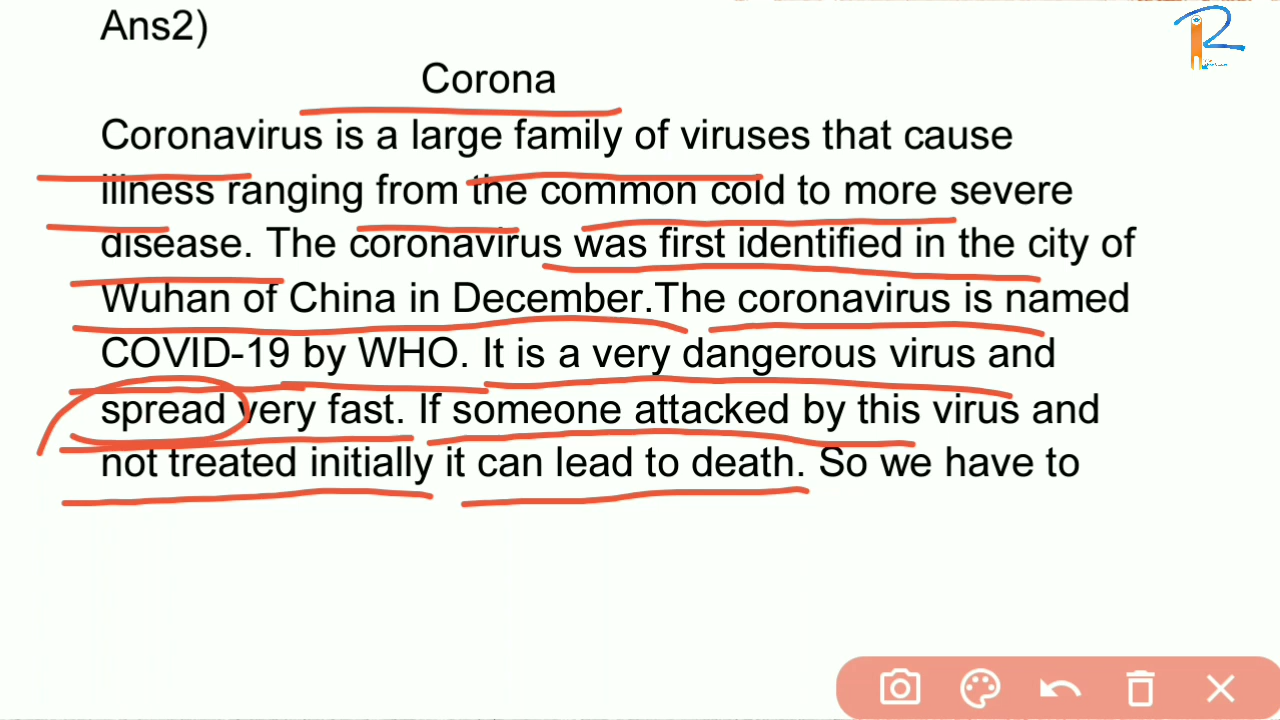 Ans2)
Corona
Coronavirus is a large family of viruses that cause
illness ranging from the common cold to more severe
disease. The coronavirus was first identified in the city of
Wuhan of China in December.The coronavirus is named
COVID-19 by WHO. It is a very dangerous virus and
spread very fast. If someone attacked by this virus and
not treated initially it can lead to death. So we have to